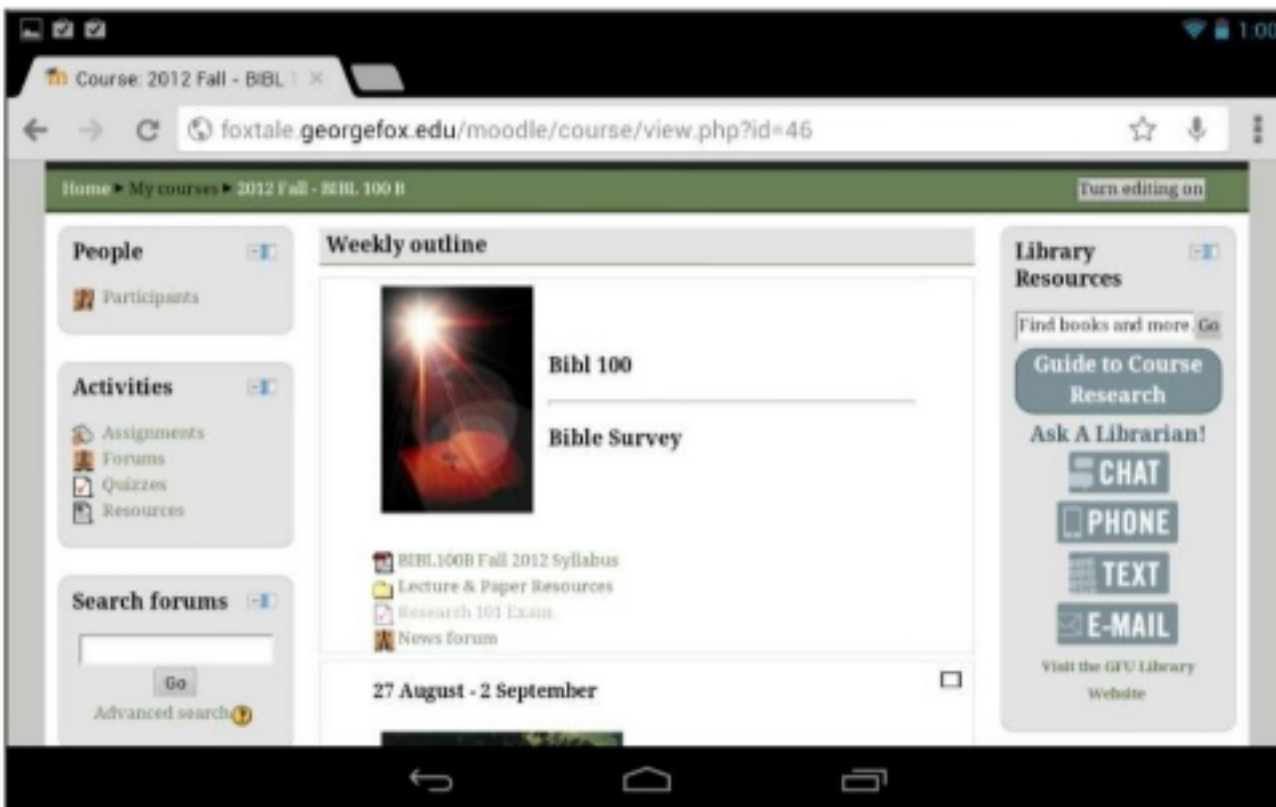 1:00
Course: 2012 Fall - BIBL 1
foxtale.georgefox.edu/moodle/course/view.php?id=46
Home ▶ My courses ▶ 2012 Fall - BIBL 100 B
Turn editing on
People
Participants
Activities
Assignments
Forums
Quizzes
Resources
Search forums
Go
Advanced search
Weekly outline
Bibl 100
Bible Survey
BIBL100B Fall 2012 Syllabus
Lecture & Paper Resources
Research 101 Exam
News forum
27 August - 2 September
Library
Resources
Find books and more.
Go
Guide to Course
Research
Ask A Librarian!
CHAT
PHONE
TEXT
E-MAIL
Visit the GFU Library
Website